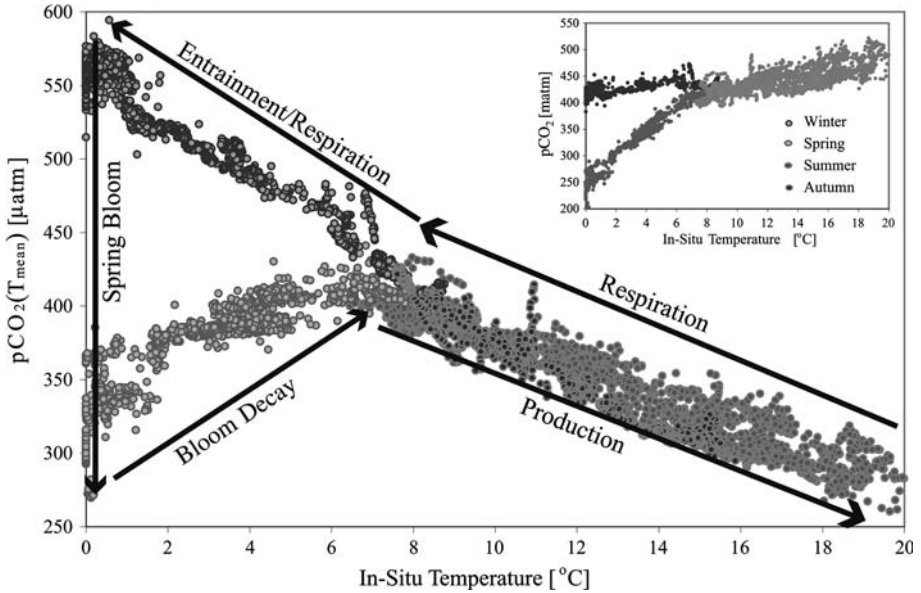 600
550
500
450
400
350
300
250
pCO2(Tmean) [µatm]
0 2 4 6 8 10 12 14 16 18 20
In-Situ Temperature [°C]
Entrainment/Respiration
Spring Bloom
Bloom Decay
Respiration
Production
550
500
450
400
350
300
250
200
pCO2 [matm]
Winter
Spring
Summer
Autumn
0 2 4 6 8 10 12 14 16 18 20
In-Situ Temperature [°C]